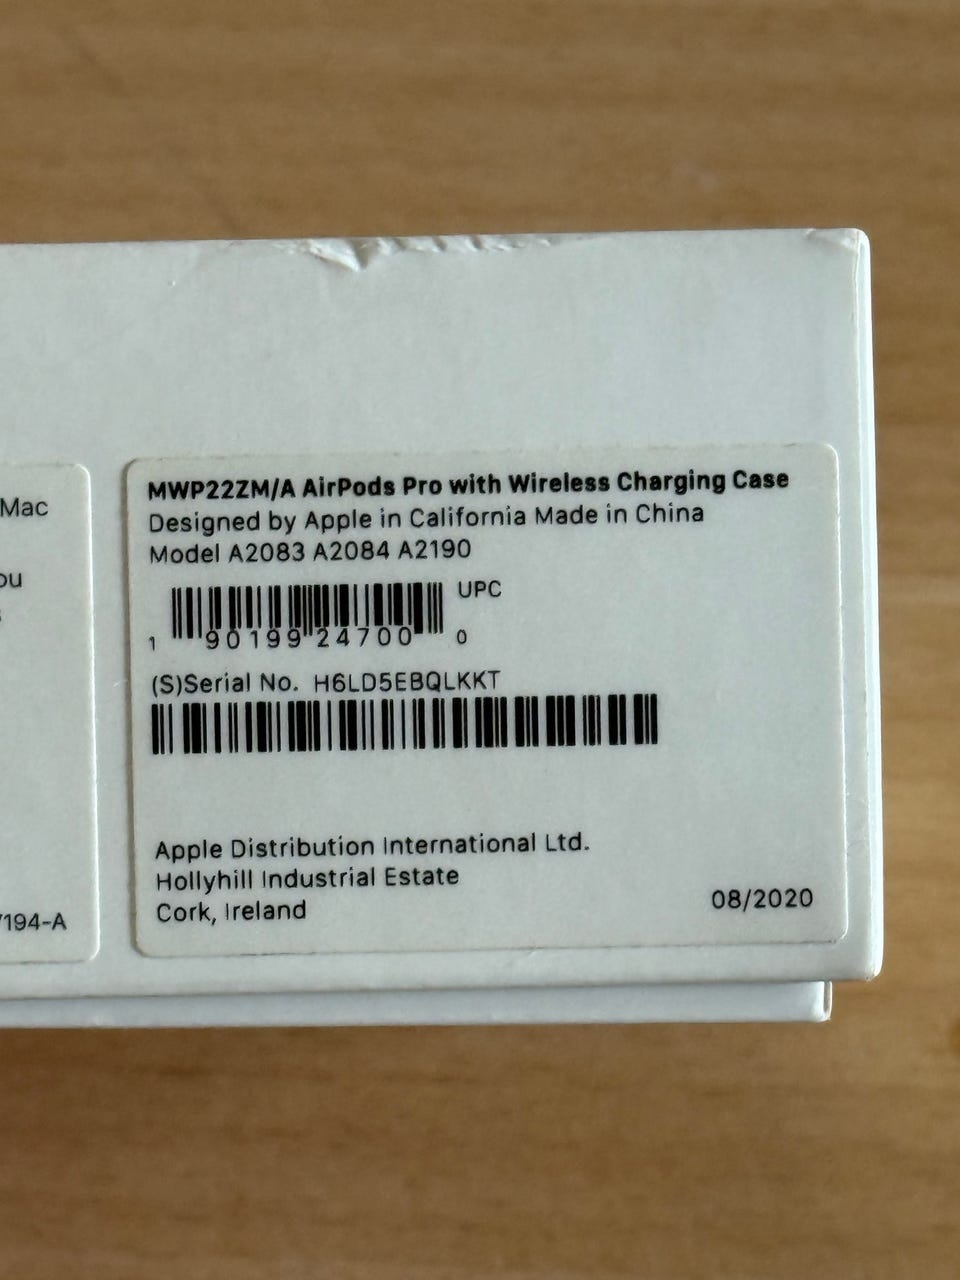 Mac
ou
194-A
MWP22ZM/A AirPods Pro with Wireless Charging Case
Designed by Apple in California Made in China
Model A2083 A2084 A2190
UPC
1 90199 24700 0
(S)Serial No. H6LD5EBQLKKT
Apple Distribution International Ltd.
Hollyhill Industrial Estate
Cork, Ireland
08/2020